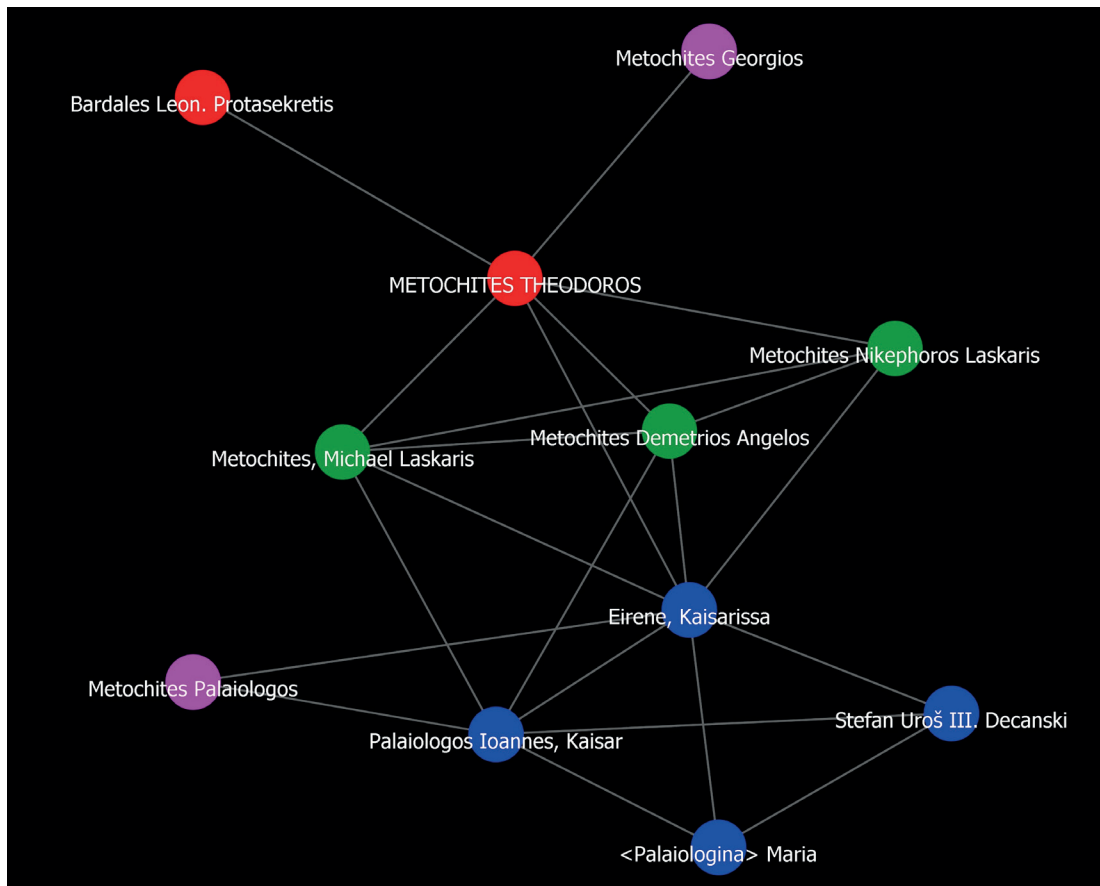 Metochites Georgios
Bardales Leon. Protasekretis
METOCHITES THEODOROS
Metochites Nikephoros Laskaris
Metochites Demetrios Angelos
Metochites, Michael Laskaris
Eirene, Kaisarissa
Metochites Palaiologos
Stefan Uroš III. Decanski
Palaiologos Ioannes, Kaisar
<Palaiologina> Maria